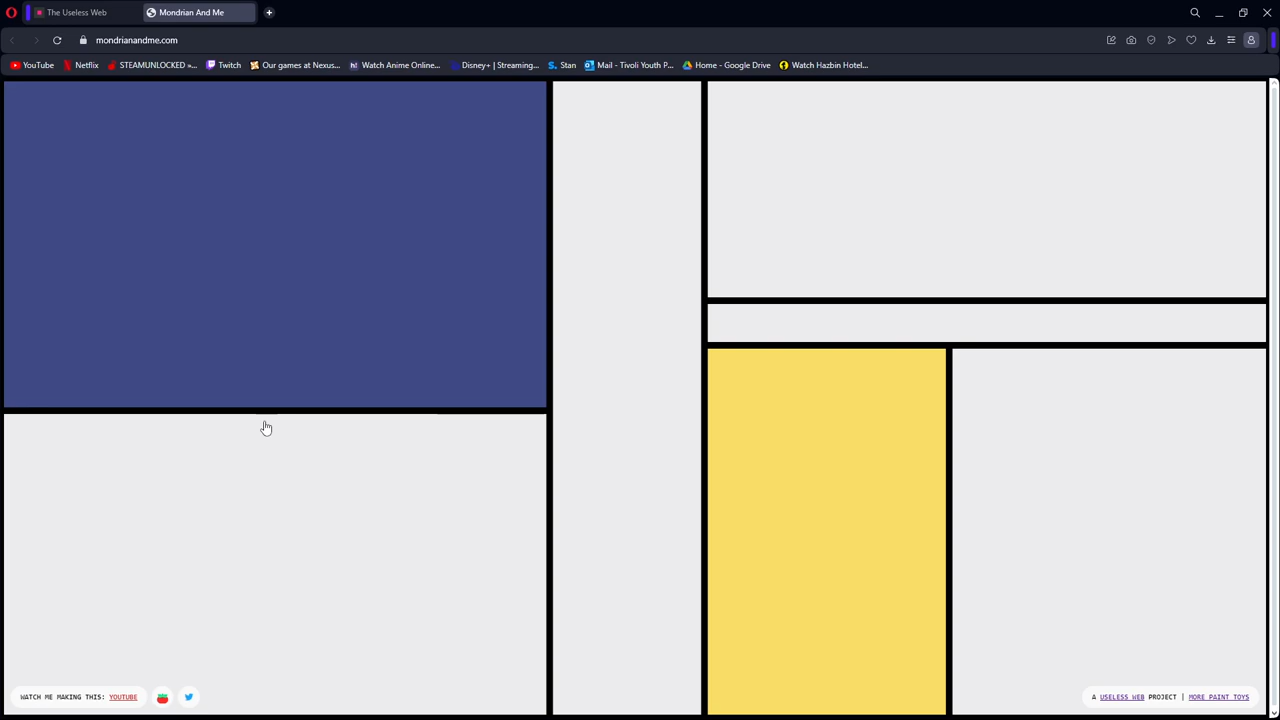 The Useless Web
Mondrian And Me
mondrianandme.com
YouTube
Netflix
STEAMUNLOCKED »...
Twitch
Our games at Nexus...
Watch Anime Online...
Disney+ | Streaming...
Stan
Mail - Tivoli Youth P...
Home - Google Drive
Watch Hazbin Hotel...
WATCH ME MAKING THIS: YOUTUBE
A USELESS WEB PROJECT | MORE PAINT TOYS